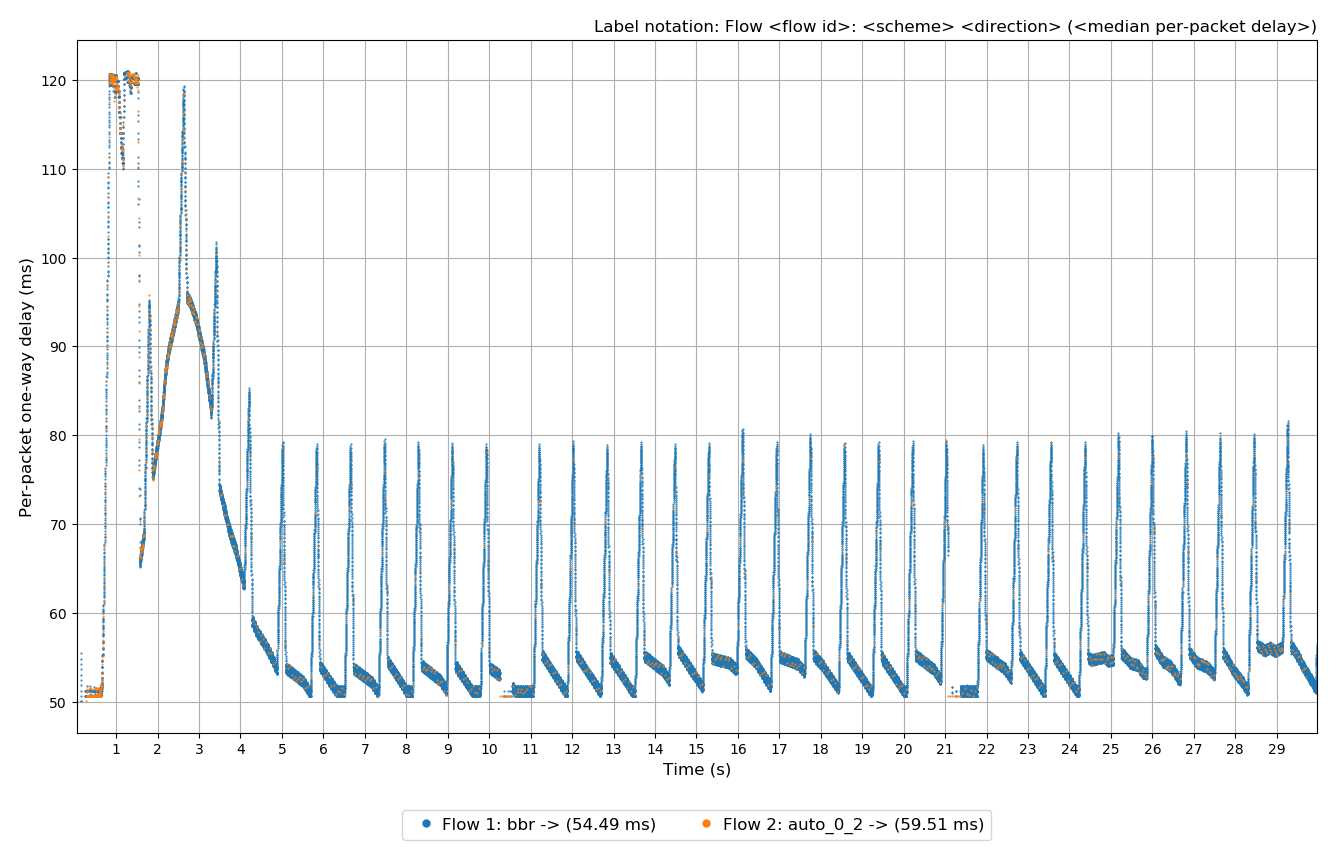 Label notation: Flow <flow id>: <scheme> <direction> (<median per-packet delay>)
120
110
100
90
80
70
60
50
Per-packet one-way delay (ms)
1 2 3 4 5 6 7 8 9 10 11 12 13 14 15 16 17 18 19 20 21 22 23 24 25 26 27 28 29
Time (s)
Flow 1: bbr -> (54.49 ms) Flow 2: auto_0_2 -> (59.51 ms)